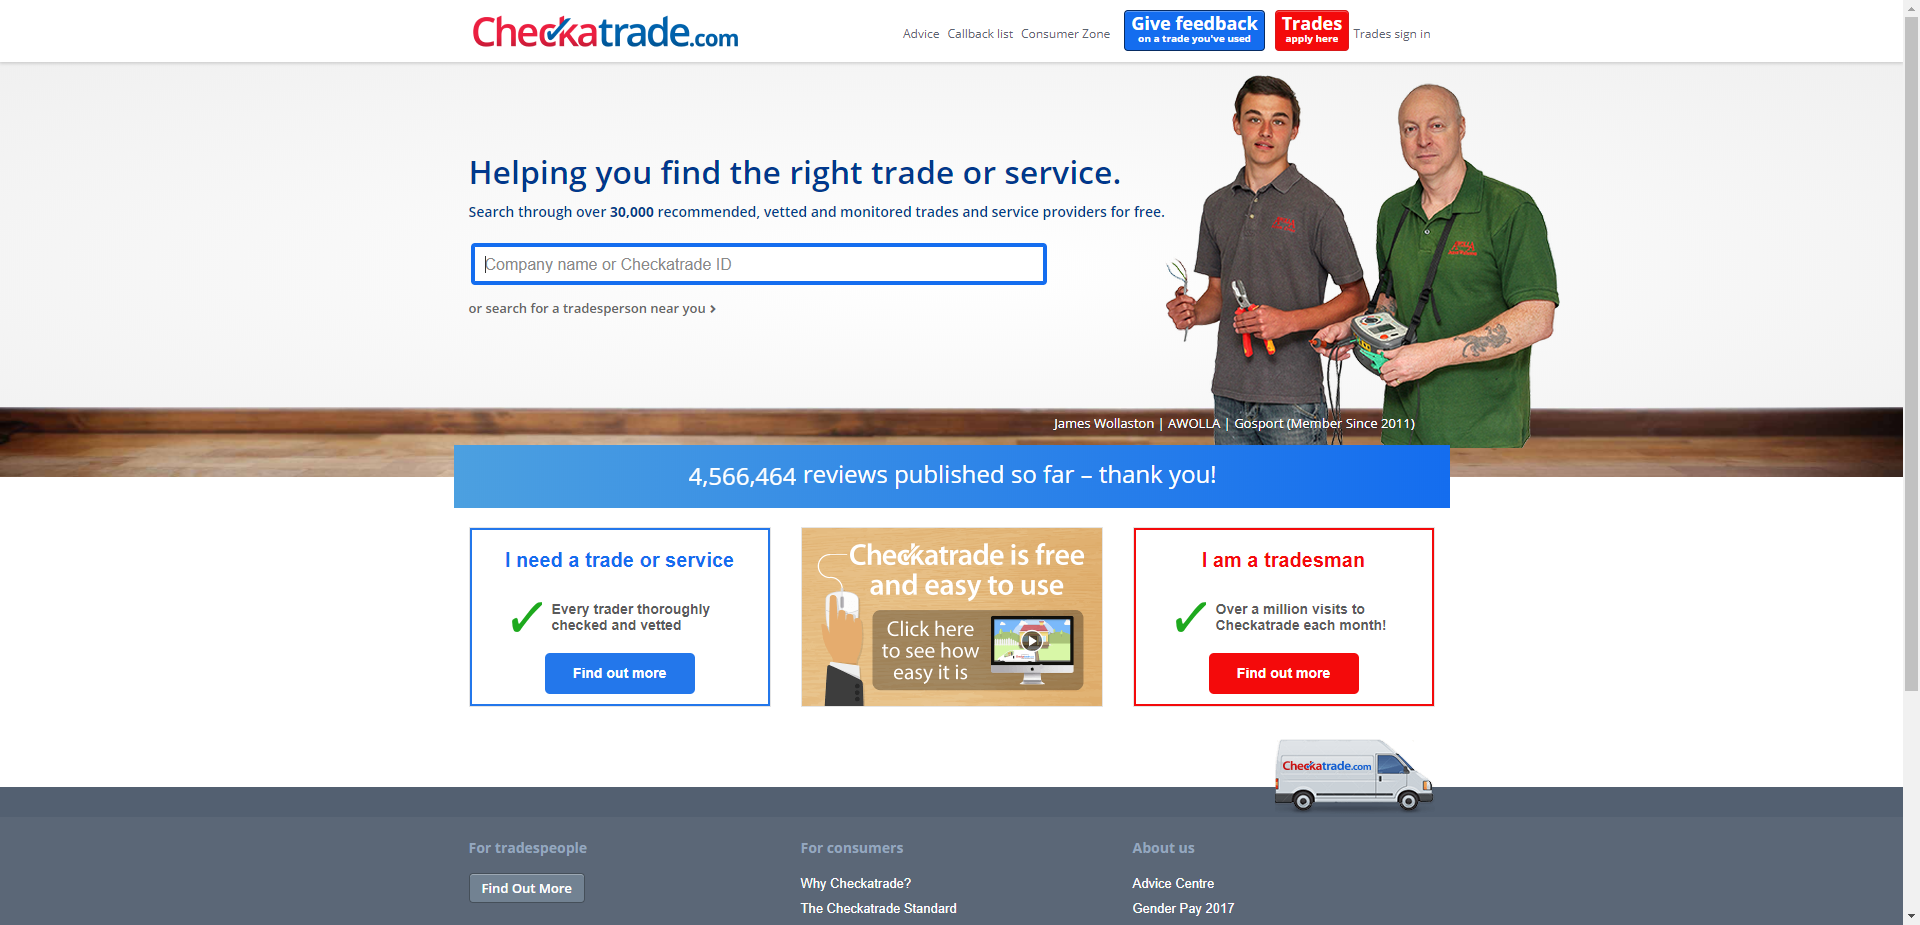 Checkatrade.com
Advice Callback list Consumer Zone
Give feedback
on a trade you've used
Trades
apply here
Trades sign in
Helping you find the right trade or service.
Search through over 30,000 recommended, vetted and monitored trades and service providers for free.
Company name or Checkatrade ID
or search for a tradesperson near you
James Wollaston | AWOLLA | Gosport (Member Since 2011)
4,566,464 reviews published so far – thank you!
I need a trade or service
Every trader thoroughly
checked and vetted
Find out more
Checkatrade is free
and easy to use
Click here
to see how
easy it is
I am a tradesman
Over a million visits to
Checkatrade each month!
Find out more
Checkatrade.com
For tradespeople
Find Out More
For consumers
Why Checkatrade?
The Checkatrade Standard
About us
Advice Centre
Gender Pay 2017